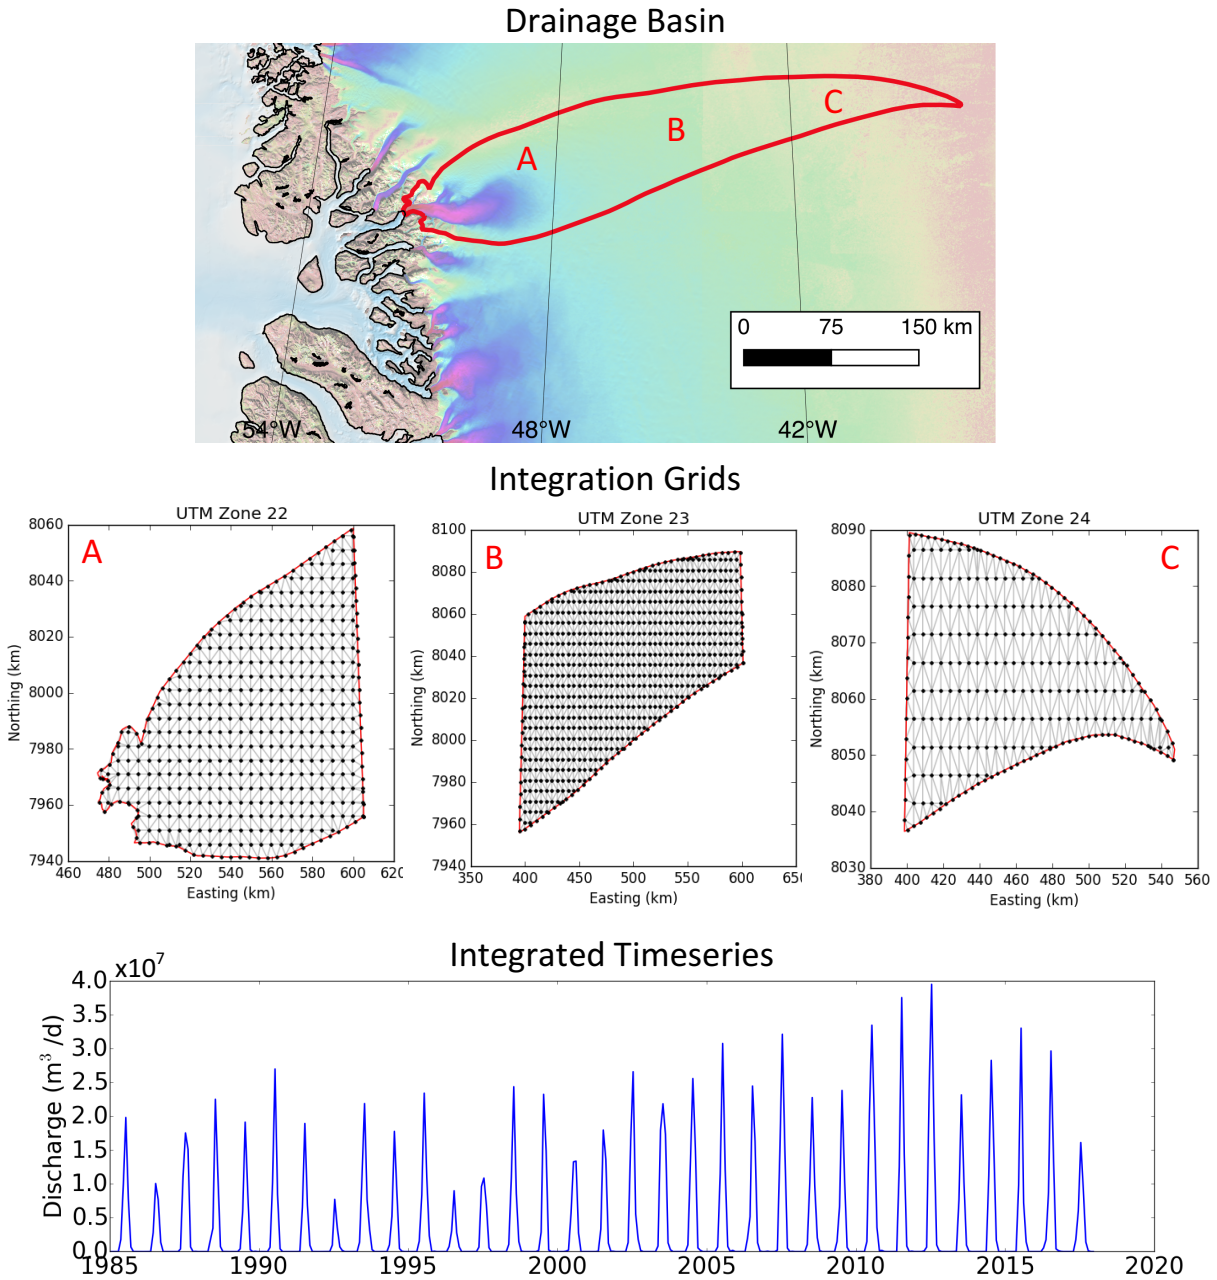 Drainage Basin
A
B
C
0 75 150 km
54°W 48°W 42°W
Integration Grids
UTM Zone 22
A
8060
8040
8020
8000
7980
7960
7940
460 480 500 520 540 560 580 600 620
Northing (km)
Easting (km)
UTM Zone 23
B
8100
8080
8060
8040
8020
8000
7980
7960
7940
350 400 450 500 550 600 65
Northing (km)
Easting (km)
UTM Zone 24
C
8090
8080
8070
8060
8050
8040
8030
380 400 420 440 460 480 500 520 540 560
Northing (km)
Easting (km)
Integrated Timeseries
x10⁷
4.0
3.5
3.0
2.5
2.0
1.5
1.0
0.5
0.0
Discharge (m³ /d)
1985 1990 1995 2000 2005 2010 2015 2020